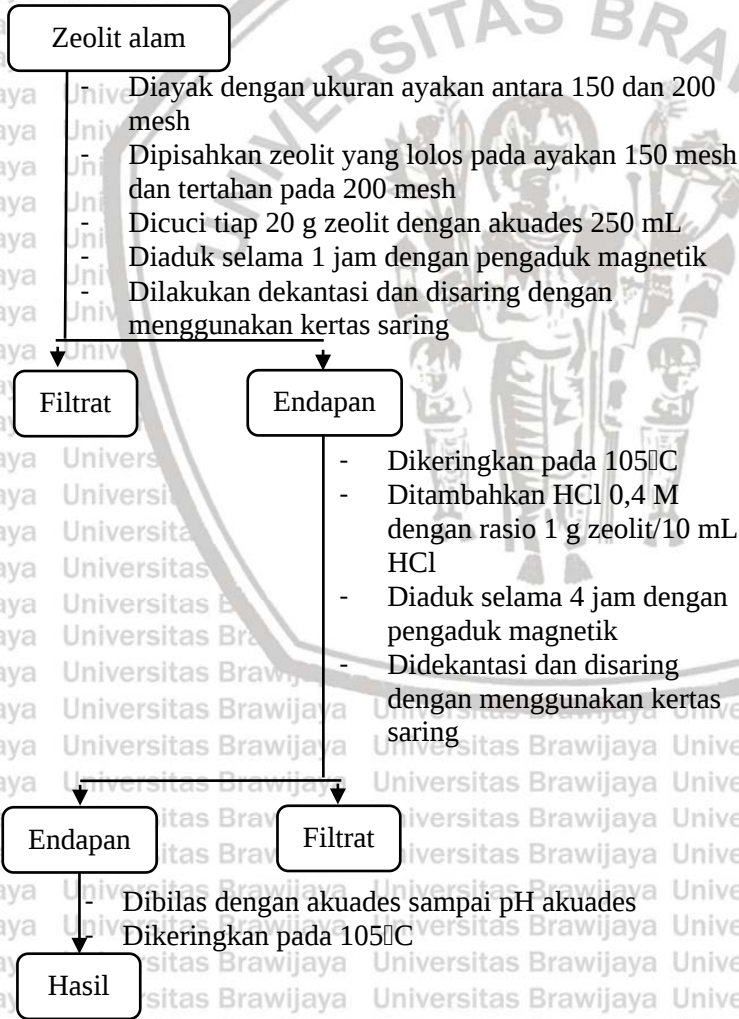 Zeolit alam
- Diayak dengan ukuran ayakan antara 150 dan 200
mesh
- Dipisahkan zeolit yang lolos pada ayakan 150 mesh
dan tertahan pada 200 mesh
- Dicuci tiap 20 g zeolit dengan akuades 250 mL
- Diaduk selama 1 jam dengan pengaduk magnetik
- Dilakukan dekantasi dan disaring dengan
menggunakan kertas saring
Filtrat
Endapan
- Dikeringkan pada 105▯C
- Ditambahkan HCl 0,4 M
dengan rasio 1 g zeolit/10 mL
HCl
- Diaduk selama 4 jam dengan
pengaduk magnetik
- Didekantasi dan disaring
dengan menggunakan kertas
saring
Endapan
Filtrat
- Dibilas dengan akuades sampai pH akuades
- Dikeringkan pada 105▯C
Hasil